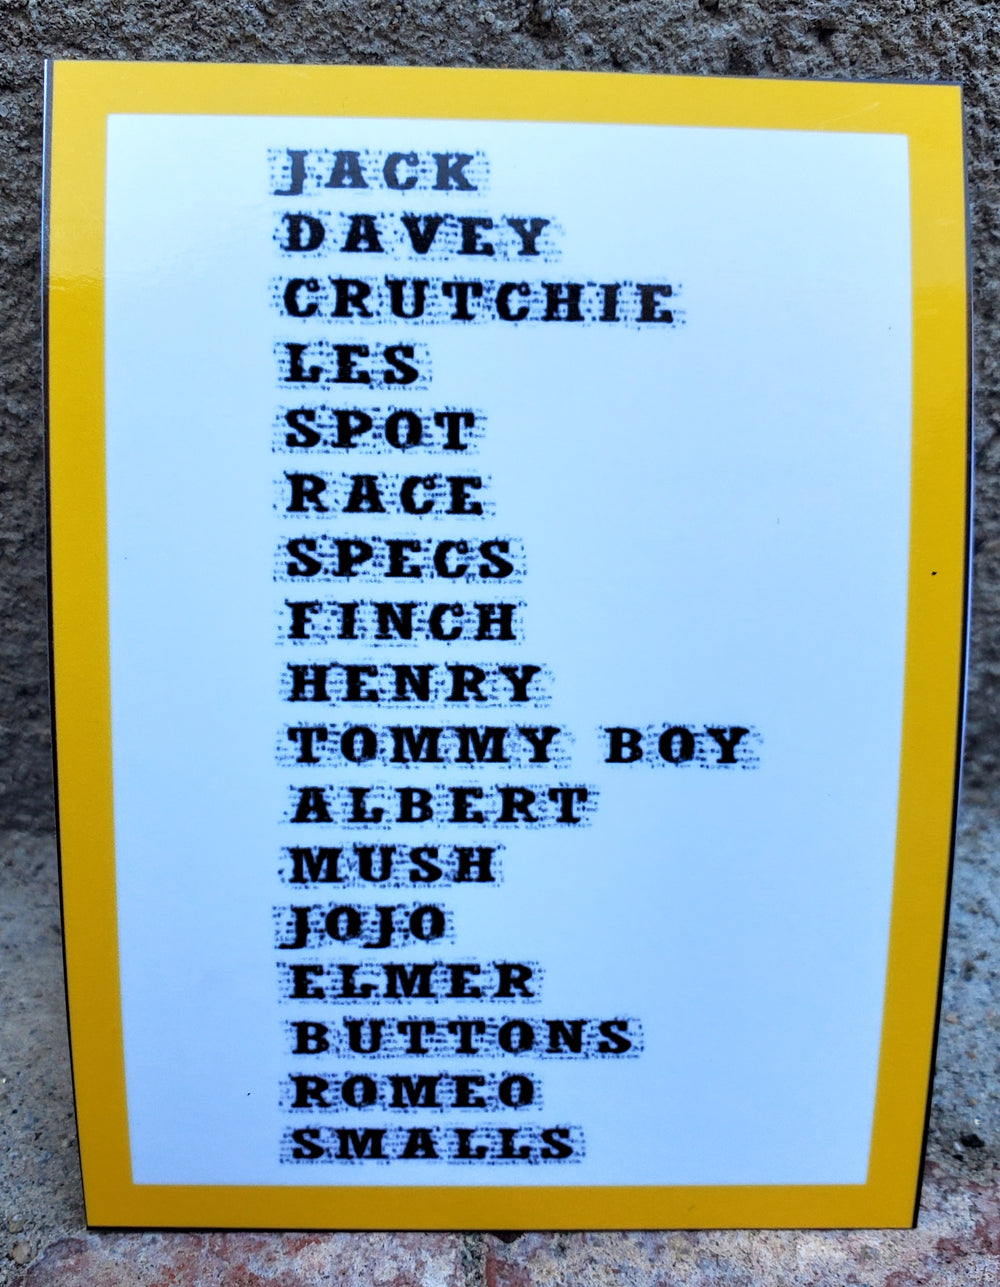 JACK
DAVEY
CRUTCHIE
LES
SPOT
RACE
SPECS
FINCH
HENRY
TOMMY BOY
ALBERT
MUSH
JOJO
ELMER
BUTTONS
ROMEO
SMALLS